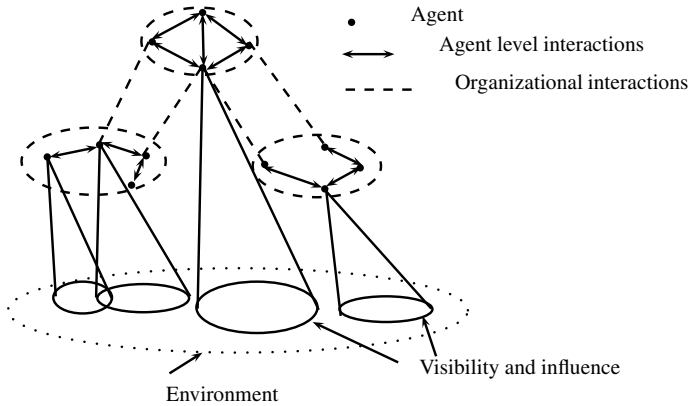 Agent
Agent level interactions
Organizational interactions
Visibility and influence
Environment